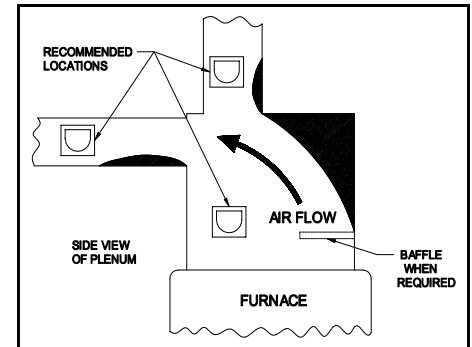 RECOMMENDED
LOCATIONS
AIR FLOW
SIDE VIEW
OF PLENUM
BAFFLE
WHEN
REQUIRED
FURNACE